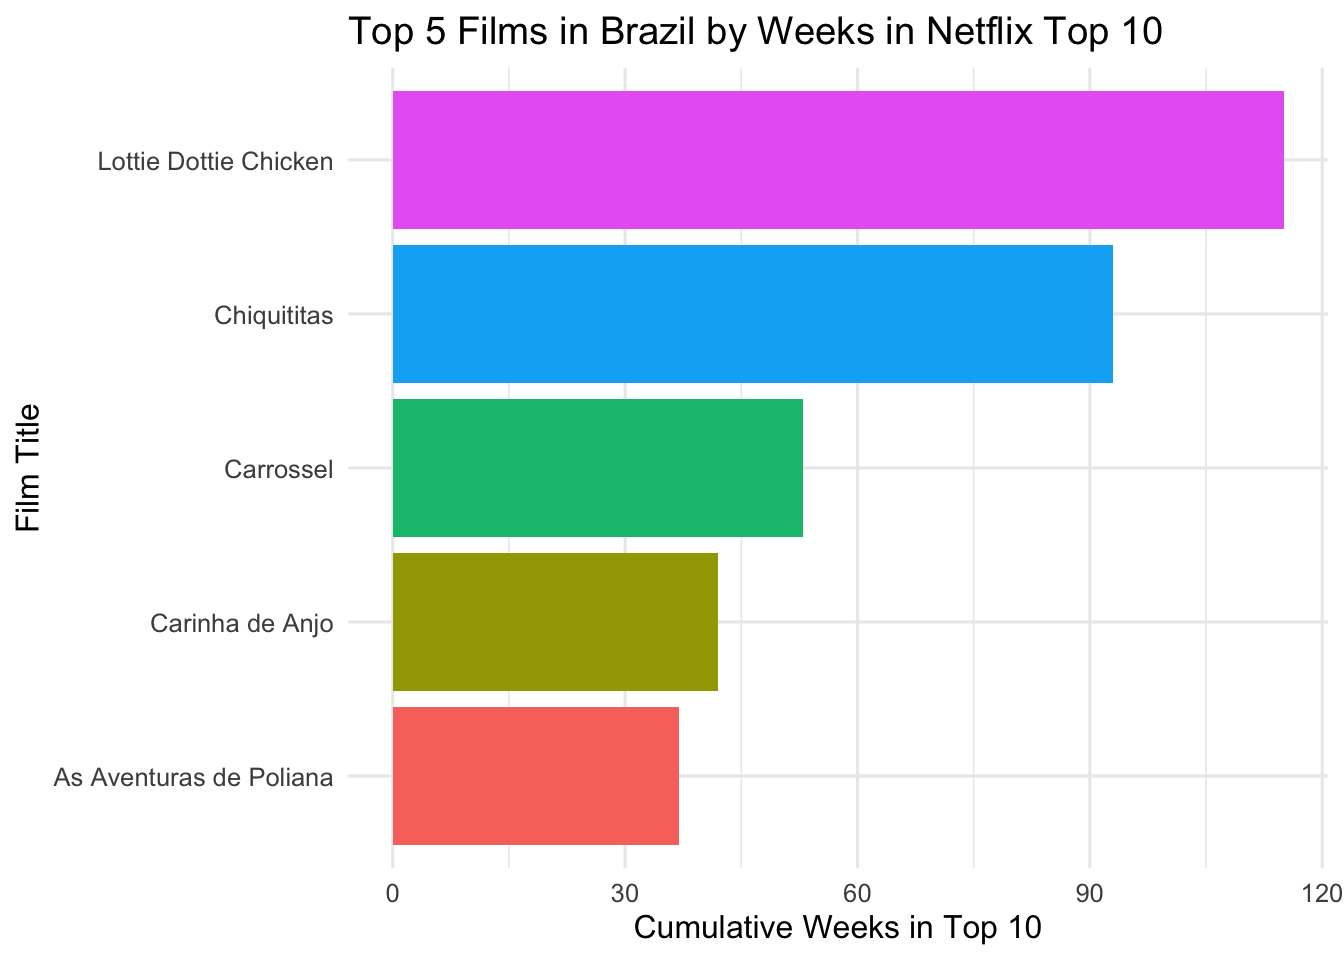 Top 5 Films in Brazil by Weeks in Netflix Top 10
Film Title
Lottie Dottie Chicken
Chiquititas
Carrossel
Carinha de Anjo
As Aventuras de Poliana
0 30 60 90 120
Cumulative Weeks in Top 10